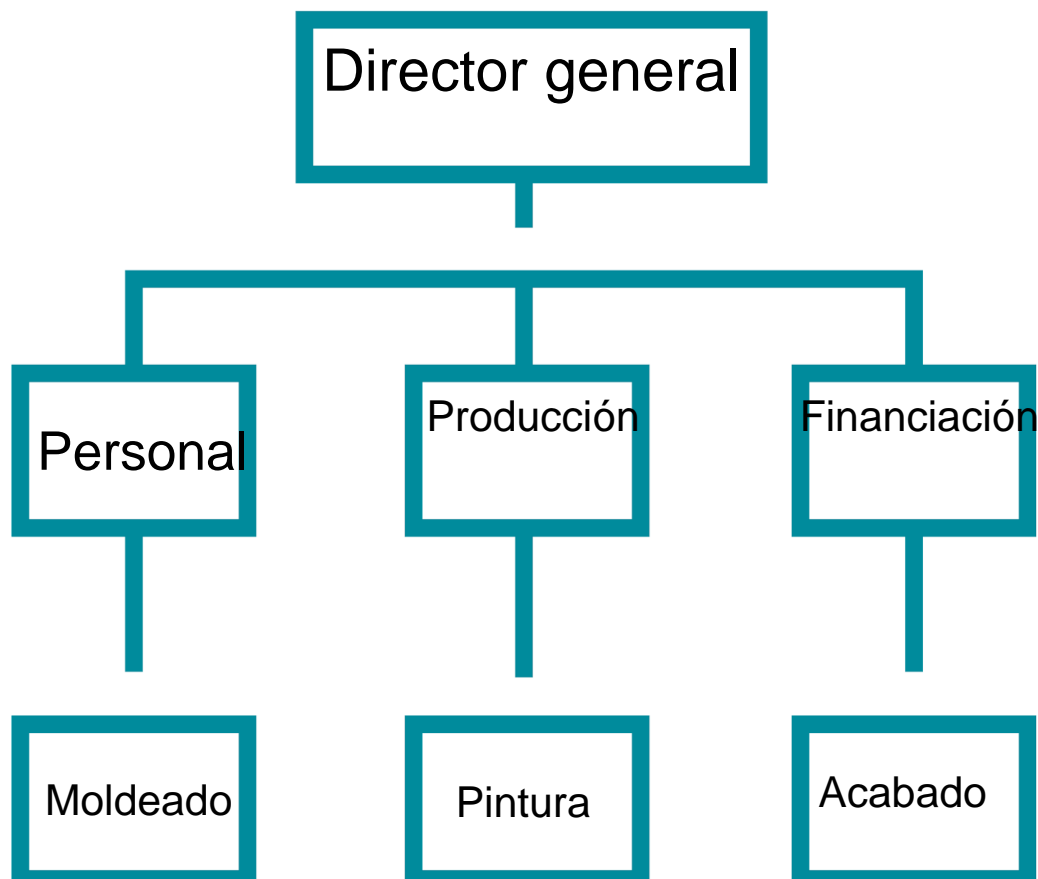 Director general
Personal
Producción
Financiación
Moldeado
Pintura
Acabado